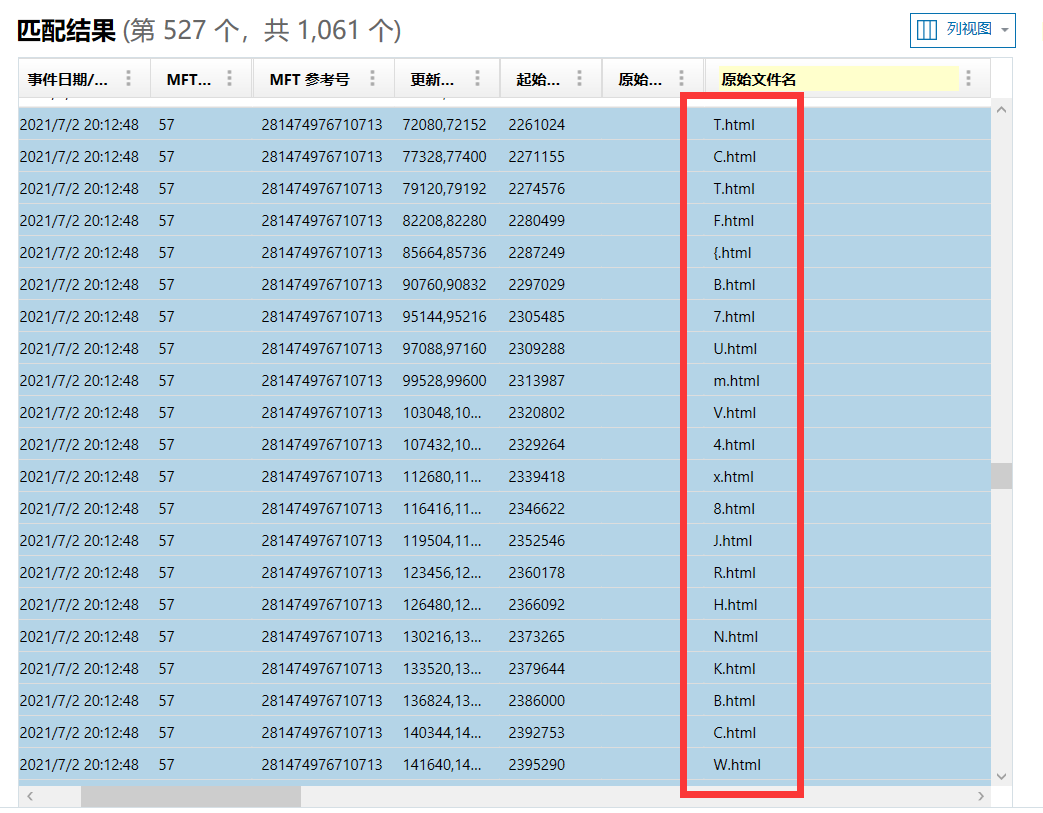 匹配结果 (第 527 个，共 1,061 个)
列视图
事件日期/... MFT... MFT 参考号 更新... 起始... 原始... 原始文件名
2021/7/2 20:12:48 57 281474976710713 72080,72152 2261024 T.html
2021/7/2 20:12:48 57 281474976710713 77328,77400 2271155 C.html
2021/7/2 20:12:48 57 281474976710713 79120,79192 2274576 T.html
2021/7/2 20:12:48 57 281474976710713 82208,82280 2280499 F.html
2021/7/2 20:12:48 57 281474976710713 85664,85736 2287249 {.html
2021/7/2 20:12:48 57 281474976710713 90760,90832 2297029 B.html
2021/7/2 20:12:48 57 281474976710713 95144,95216 2305485 7.html
2021/7/2 20:12:48 57 281474976710713 97088,97160 2309288 U.html
2021/7/2 20:12:48 57 281474976710713 99528,99600 2313987 m.html
2021/7/2 20:12:48 57 281474976710713 103048,10... 2320802 V.html
2021/7/2 20:12:48 57 281474976710713 107432,10... 2329264 4.html
2021/7/2 20:12:48 57 281474976710713 112680,11... 2339418 x.html
2021/7/2 20:12:48 57 281474976710713 116416,11... 2346622 8.html
2021/7/2 20:12:48 57 281474976710713 119504,11... 2352546 J.html
2021/7/2 20:12:48 57 281474976710713 123456,12... 2360178 R.html
2021/7/2 20:12:48 57 281474976710713 126480,12... 2366092 H.html
2021/7/2 20:12:48 57 281474976710713 130216,13... 2373265 N.html
2021/7/2 20:12:48 57 281474976710713 133520,13... 2379644 K.html
2021/7/2 20:12:48 57 281474976710713 136824,13... 2386000 B.html
2021/7/2 20:12:48 57 281474976710713 140344,14... 2392753 C.html
2021/7/2 20:12:48 57 281474976710713 141640,14... 2395290 W.html